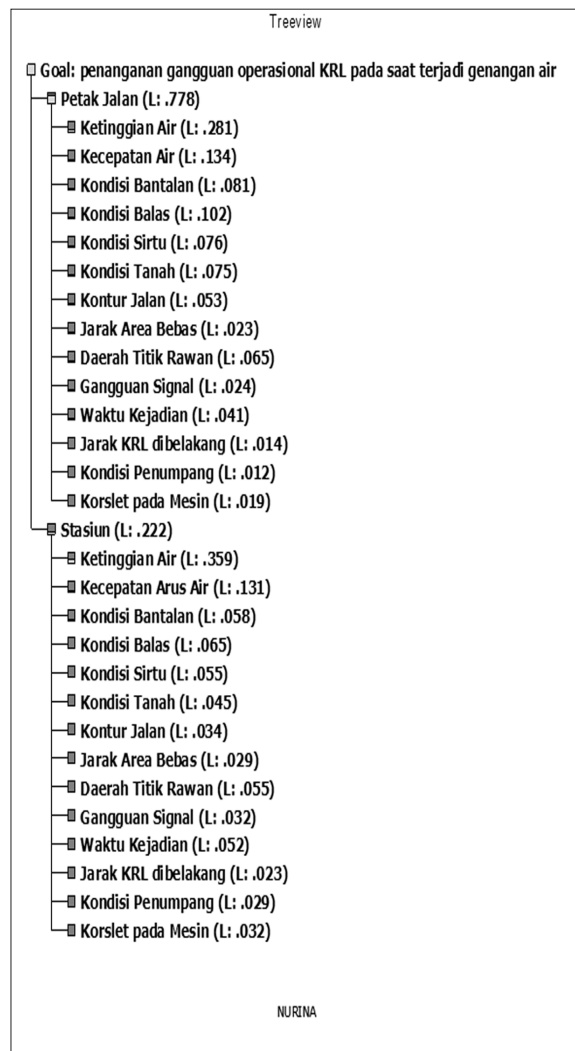 Treeview
Goal: penanganan gangguan operasional KRL pada saat terjadi genangan air
Petak Jalan (L: .778)
Ketinggian Air (L: .281)
Kecepatan Air (L: .134)
Kondisi Bantalan (L: .081)
Kondisi Balas (L: .102)
Kondisi Sirtu (L: .076)
Kondisi Tanah (L: .075)
Kontur Jalan (L: .053)
Jarak Area Bebas (L: .023)
Daerah Titik Rawan (L: .065)
Gangguan Signal (L: .024)
Waktu Kejadian (L: .041)
Jarak KRL dibelakang (L: .014)
Kondisi Penumpang (L: .012)
Korslet pada Mesin (L: .019)
Stasiun (L: .222)
Ketinggian Air (L: .359)
Kecepatan Arus Air (L: .131)
Kondisi Bantalan (L: .058)
Kondisi Balas (L: .065)
Kondisi Sirtu (L: .055)
Kondisi Tanah (L: .045)
Kontur Jalan (L: .034)
Jarak Area Bebas (L: .029)
Daerah Titik Rawan (L: .055)
Gangguan Signal (L: .032)
Waktu Kejadian (L: .052)
Jarak KRL dibelakang (L: .023)
Kondisi Penumpang (L: .029)
Korslet pada Mesin (L: .032)
NURINA